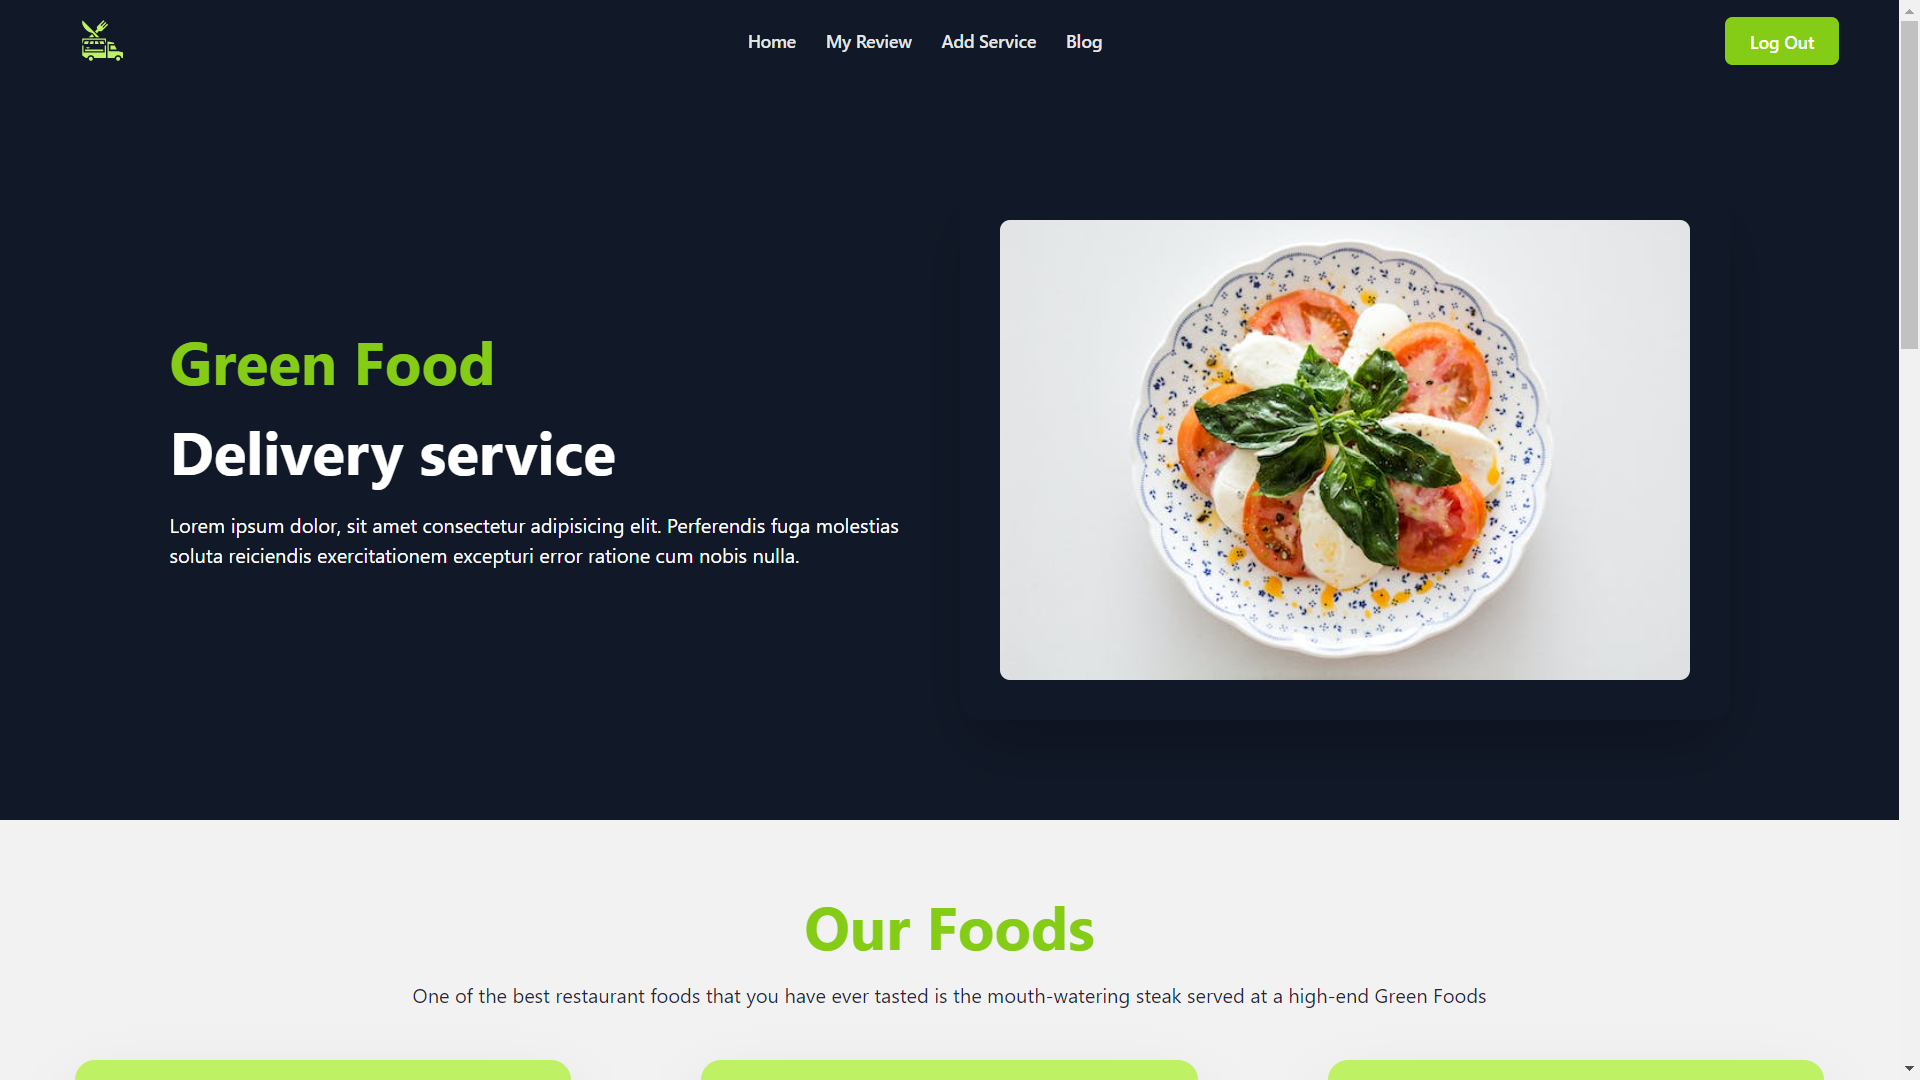 Home
My Review
Add Service
Blog
Log Out
Green Food
Delivery service
Lorem ipsum dolor, sit amet consectetur adipisicing elit. Perferendis fuga molestias
soluta reiciendis exercitationem excepturi error ratione cum nobis nulla.
Our Foods
One of the best restaurant foods that you have ever tasted is the mouth-watering steak served at a high-end Green Foods